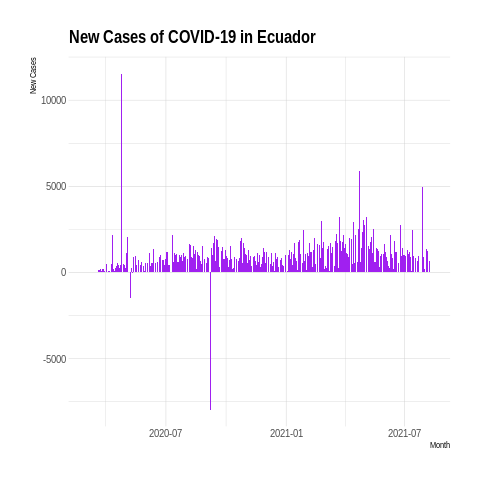 New Cases of COVID-19 in Ecuador
New Cases
10000
5000
0
-5000
2020-07
2021-01
2021-07
Month